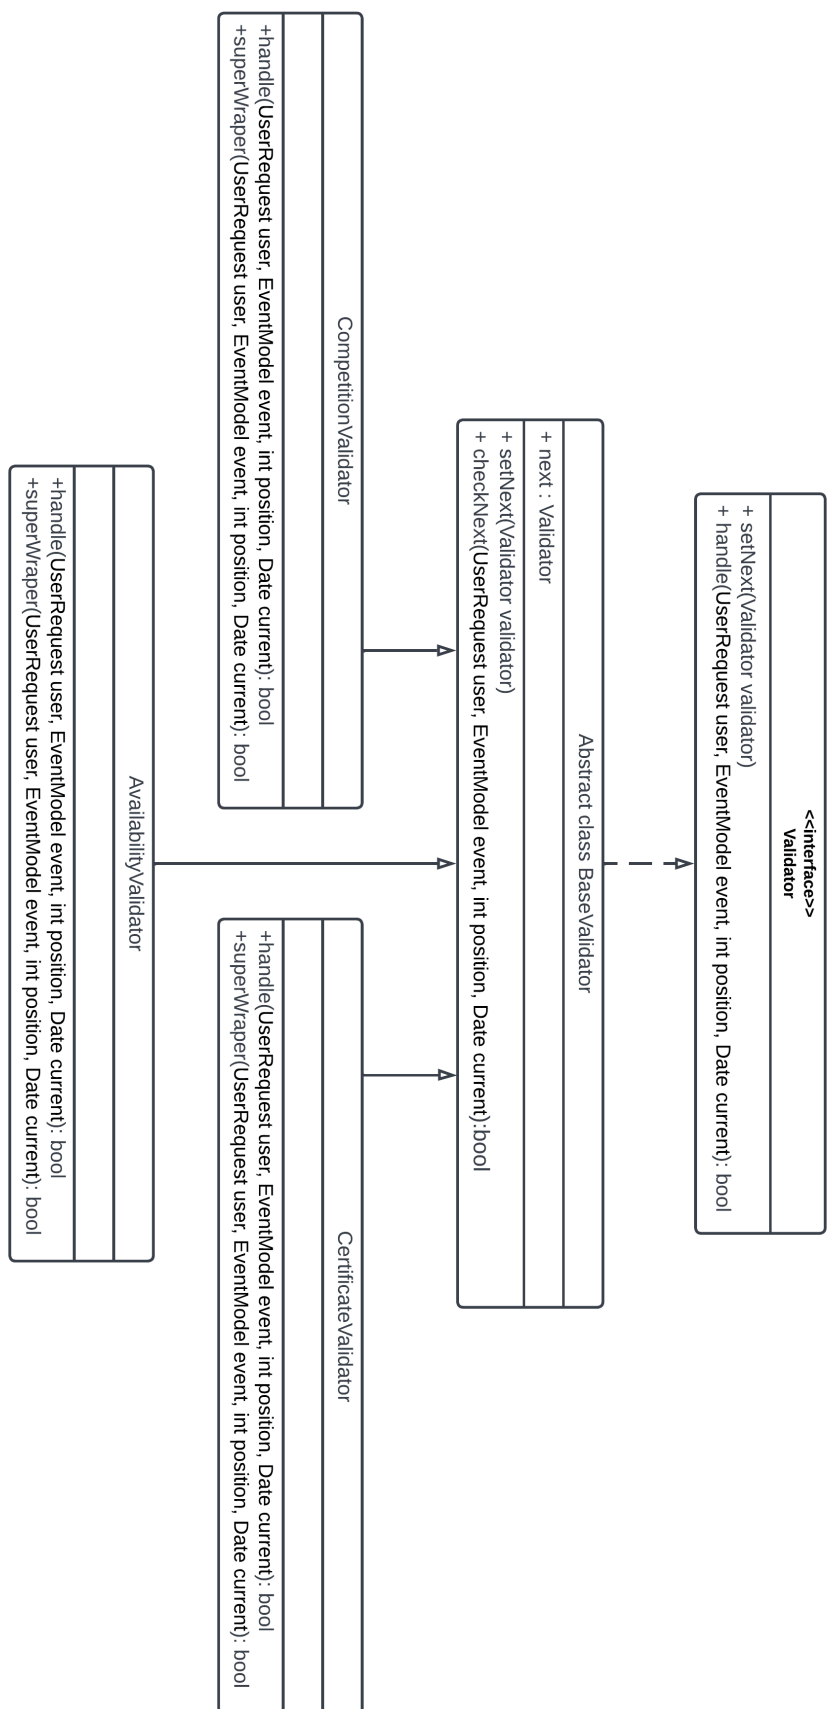 <<interface>>
Validator
+ setNext(Validator validator)
+ handle(UserRequest user, EventModel event, int position, Date current): bool
Abstract class BaseValidator
+ next : Validator
+ setNext(Validator validator)
+ checkNext(UserRequest user, EventModel event, int position, Date current):bool
CompetitionValidator
+handle(UserRequest user, EventModel event, int position, Date current): bool
+superWraper(UserRequest user, EventModel event, int position, Date current): bool
CertificateValidator
+handle(UserRequest user, EventModel event, int position, Date current): bool
+superWraper(UserRequest user, EventModel event, int position, Date current): bool
AvailabilityValidator
+handle(UserRequest user, EventModel event, int position, Date current): bool
+superWraper(UserRequest user, EventModel event, int position, Date current): bool